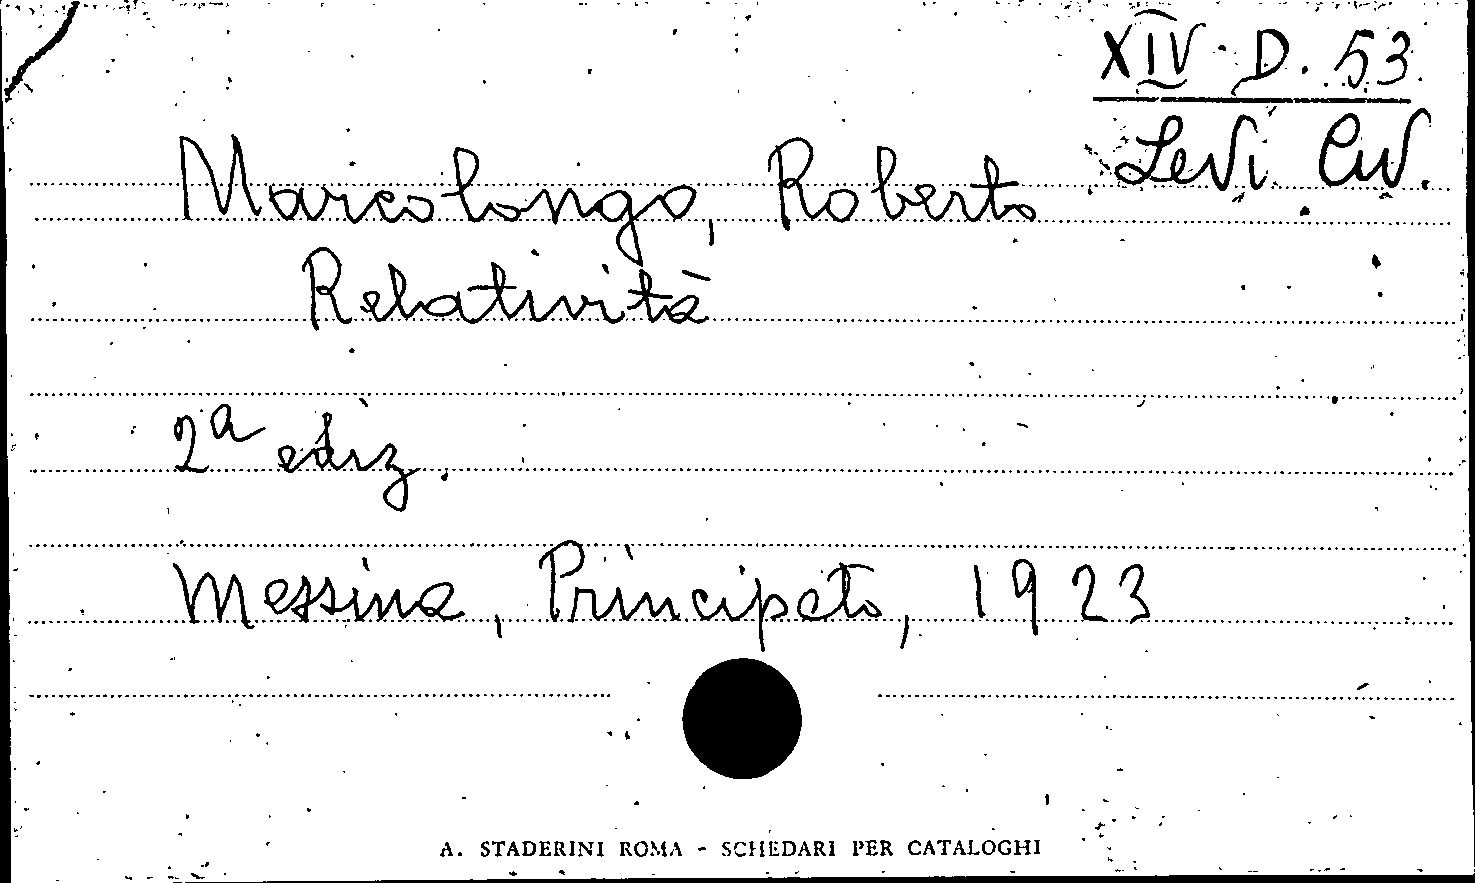 XIV. D. 53
Levi Civ.
Marcolongo, Roberto
Relatività
2a ediz.
Messina, Principato, 1923
A. STADERINI ROMA - SCHEDARI PER CATALOGHI